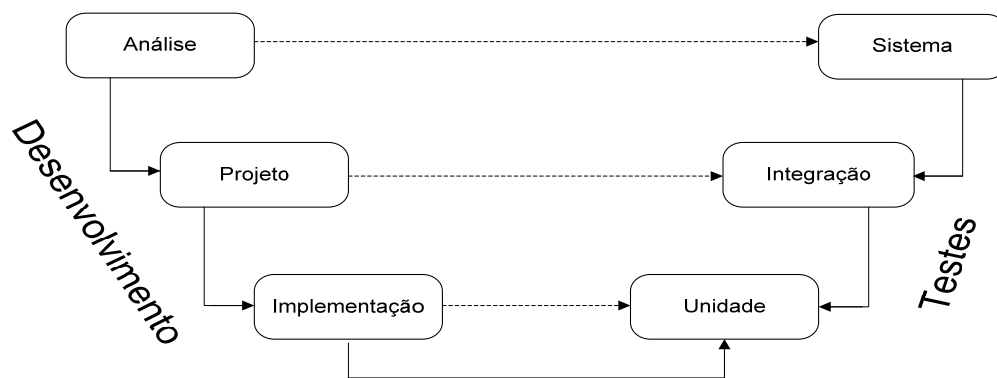 Análise
Sistema
Projeto
Integração
Desenvolvimento
Testes
Implementação
Unidade